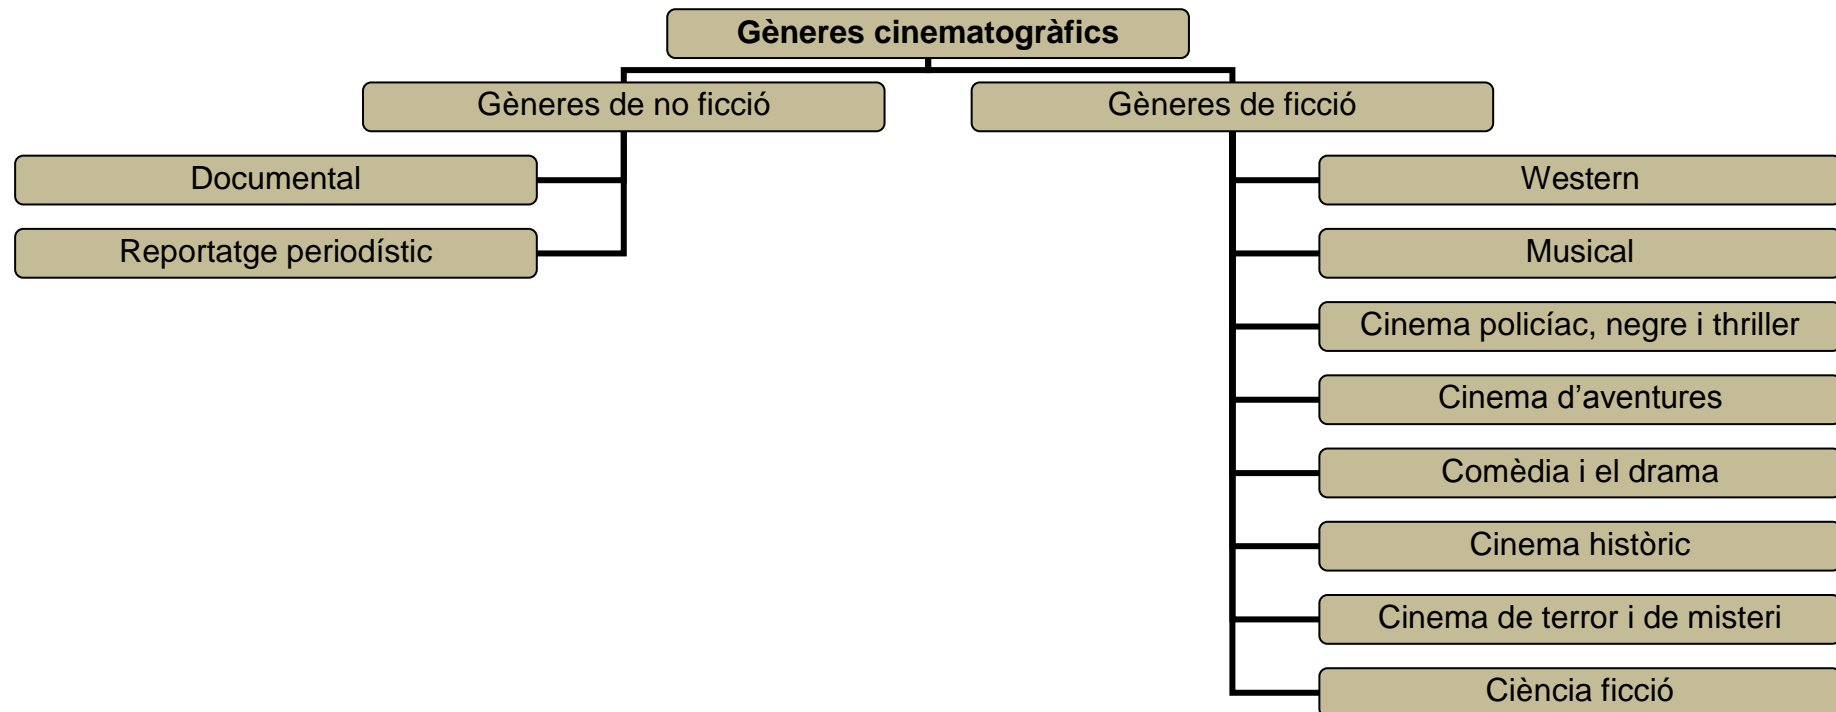 Gèneres cinematogràfics
Gèneres de no ficció
Documental
Reportatge periodístic
Gèneres de ficció
Western
Musical
Cinema policíac, negre i thriller
Cinema d’aventures
Comèdia i el drama
Cinema històric
Cinema de terror i de misteri
Ciència ficció